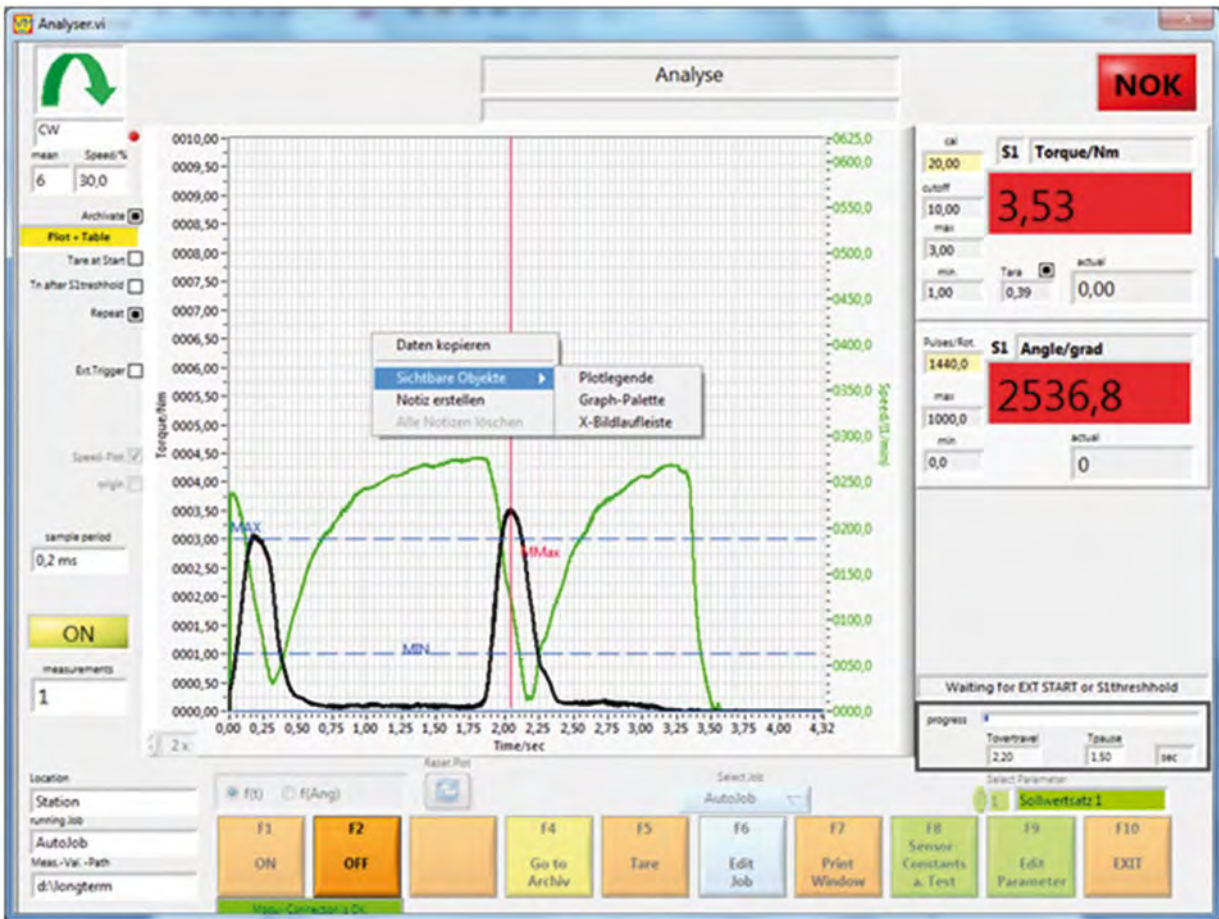 Analyser.vi
Analyse
NOK
CW
mean Speed/%
6 30,0
Archivate
Plot + Table
Tare at Start
Tn after S1treshhold
Repeat
Ext.Trigger
Speed-Plot
origin
sample period
0,2 ms
ON
measurements
1
0010,00
0009,50
0009,00
0008,50
0008,00
0007,50
0007,00
0006,50
0006,00
0005,50
0005,00
0004,50
0004,00
0003,50
0003,00
0002,50
0002,00
0001,50
0001,00
0000,50
0000,00
Torque/Nm
MAX
MIN
MMax
Daten kopieren
Sichtbare Objekte
Notiz erstellen
Alle Notizen löschen
Plotlegende
Graph-Palette
X-Bildlaufleiste
0625,0
0600,0
0550,0
0500,0
0450,0
0400,0
0350,0
0300,0
0250,0
0200,0
0150,0
0100,0
0050,0
0000,0
Speed/(1/min)
0,00 0,25 0,50 0,75 1,00 1,25 1,50 1,75 2,00 2,25 2,50 2,75 3,00 3,25 3,50 3,75 4,00 4,32
Time/sec
2 x
cal
20,00
cutoff
10,00
max
3,00
min
1,00
S1 Torque/Nm
3,53
Tara
0,39
actual
0,00
Pulses/Rot.
1440,0
max
1000,0
min
0,0
S1 Angle/grad
2536,8
actual
0
Waiting for EXT START or S1threshhold
progress
Tovertravel
2,20
Tpause
1,50
sec
Location
Station
running Job
AutoJob
Meas.-Val. -Path
d:\longterm
f(t) f(Ang)
Reset Plot
Select Job
AutoJob
Select Parameter
1 Sollwertsatz 1
F1
ON
F2
OFF
F4
Go to
Archiv
F5
Tare
F6
Edit
Job
F7
Print
Window
F8
Sensor-
Constants
a. Test
F9
Edit
Parameter
F10
EXIT